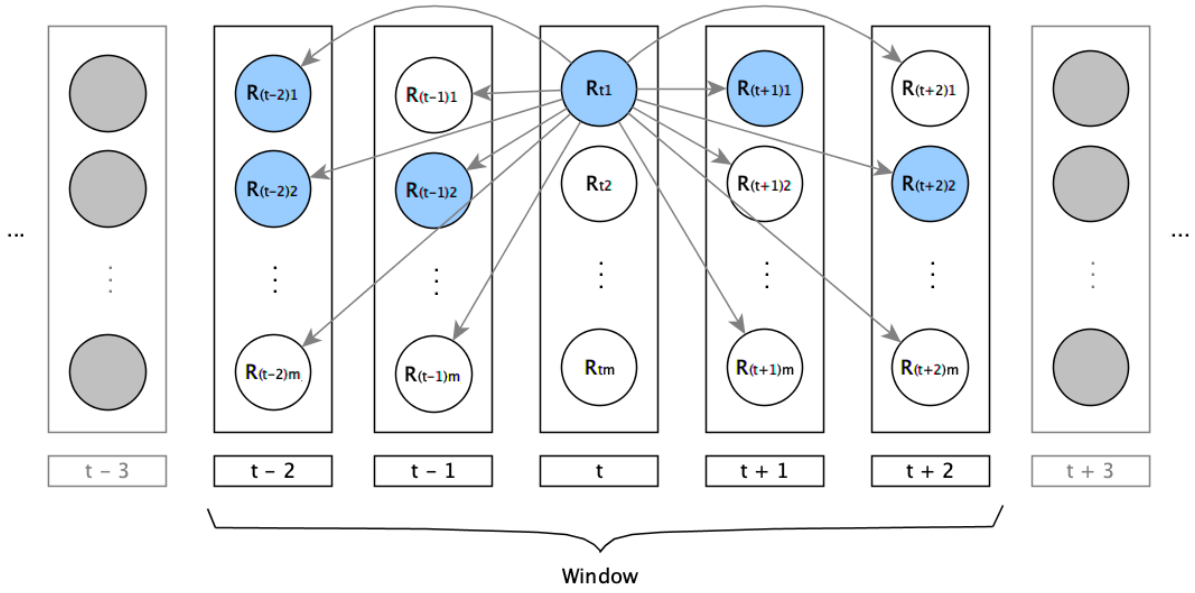 R(t-2)1 R(t-1)1 Rt1 R(t+1)1 R(t+2)1
R(t-2)2 R(t-1)2 Rt2 R(t+1)2 R(t+2)2
... ...
⋮ ⋮ ⋮ ⋮ ⋮ ⋮ ⋮
R(t-2)m R(t-1)m Rtm R(t+1)m R(t+2)m
t - 3 t - 2 t - 1 t t + 1 t + 2 t + 3
Window